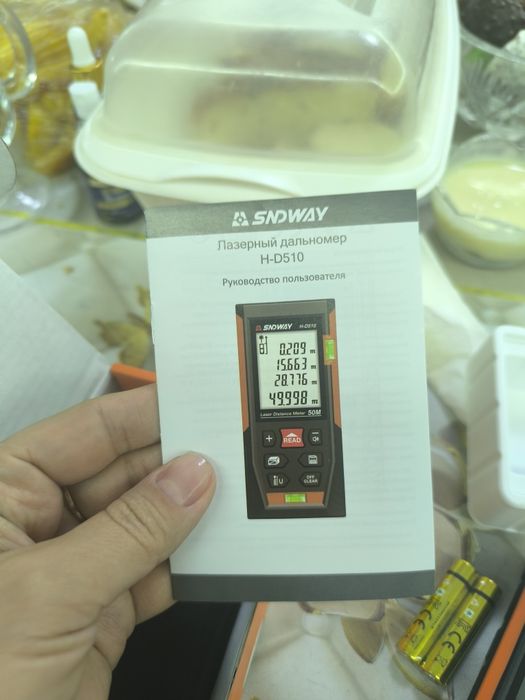 SNDWAY
Лазерный дальномер
H-D510
Руководство пользователя
SNDWAY H-D510
0.209 m
15.663 m
28.776 m
49.998 m
Laser Distance Meter 50M
+ READ −
U OFF
CLEAR